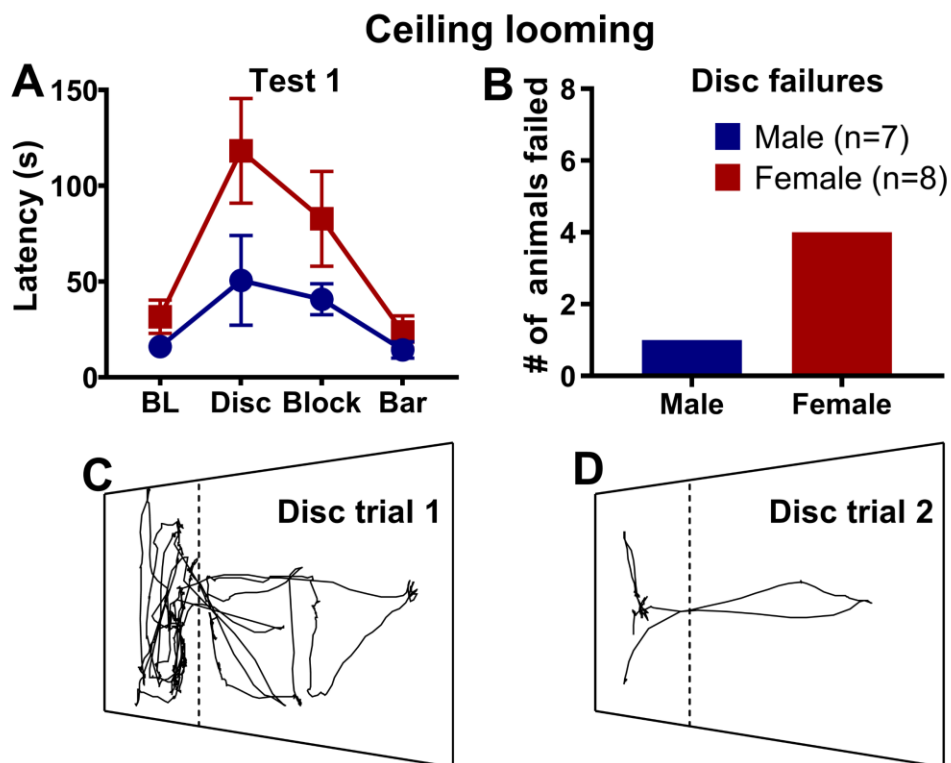 Ceiling looming
A
Test 1
Latency (s)
150
100
50
0
BL Disc Block Bar
B
Disc failures
Male (n=7)
Female (n=8)
# of animals failed
8
6
4
2
0
Male Female
C
Disc trial 1
D
Disc trial 2